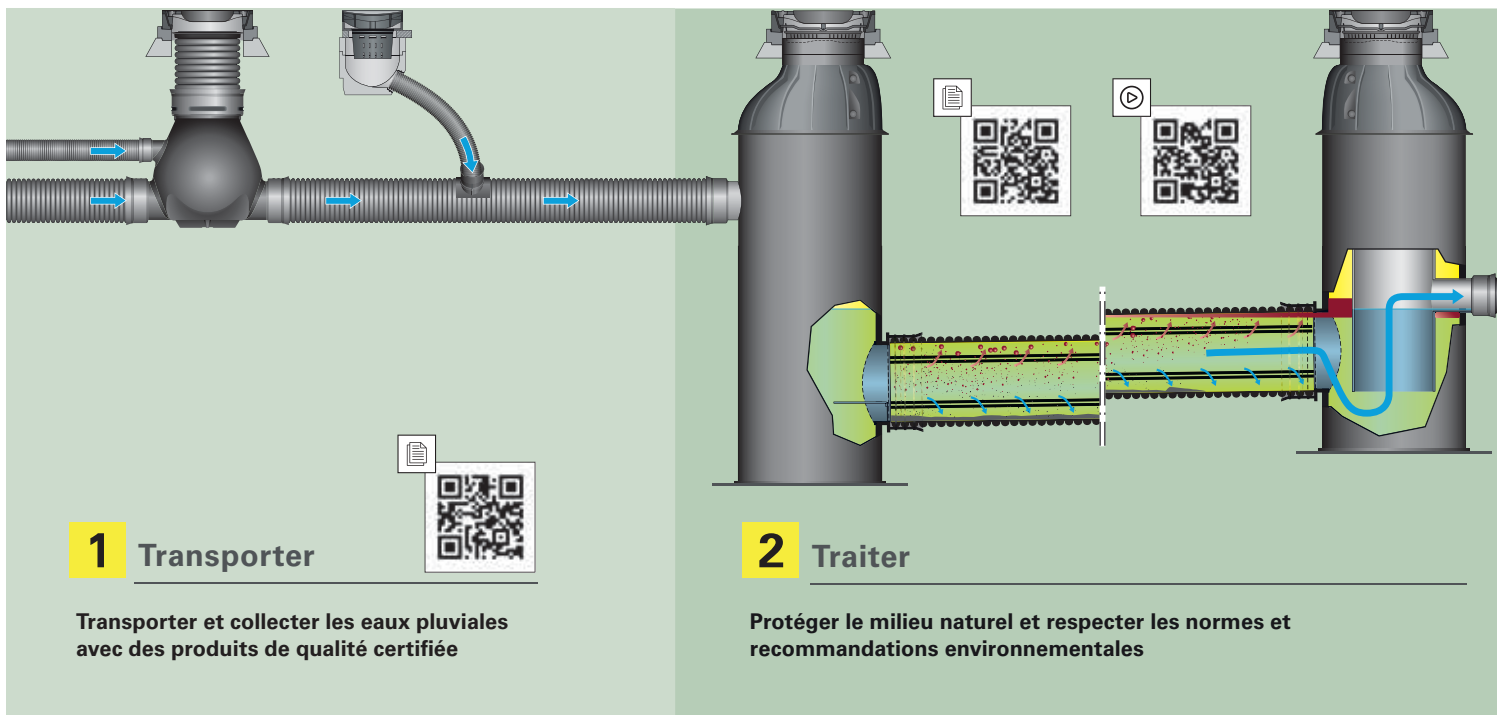 1 Transporter
Transporter et collecter les eaux pluviales
avec des produits de qualité certifiée
2 Traiter
Protéger le milieu naturel et respecter les normes et
recommandations environnementales